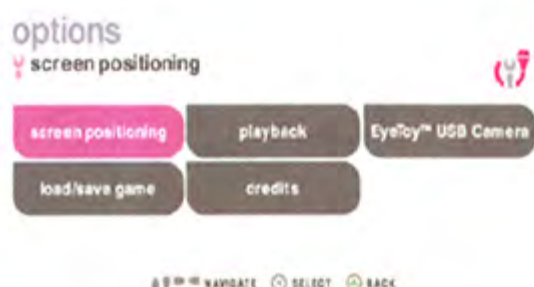 options
screen positioning
screen positioning playback EyeToy™ USB Camera
load/save game credits
NAVIGATE SELECT BACK